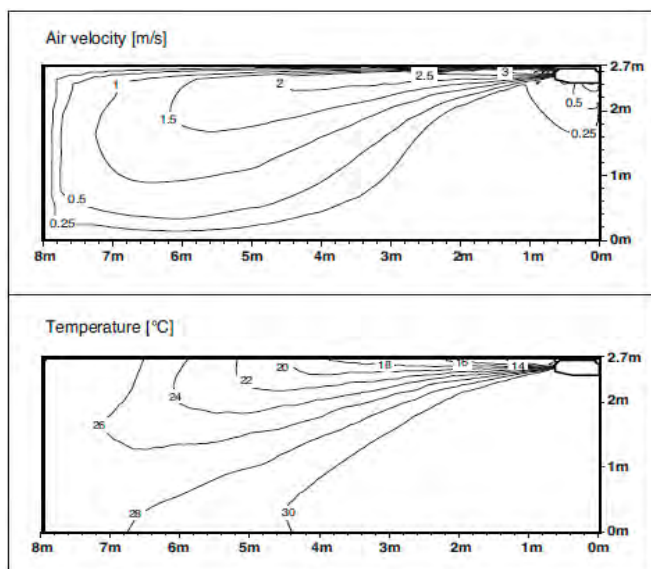 Air velocity [m/s]
2.7m
1
2
2.5
3
0.5
2m
1.5
0.25
1m
0.5
0.25
0m
8m 7m 6m 5m 4m 3m 2m 1m 0m
Temperature [°C]
2.7m
20
18
16
14
22
24
2m
26
1m
28
30
0m
8m 7m 6m 5m 4m 3m 2m 1m 0m